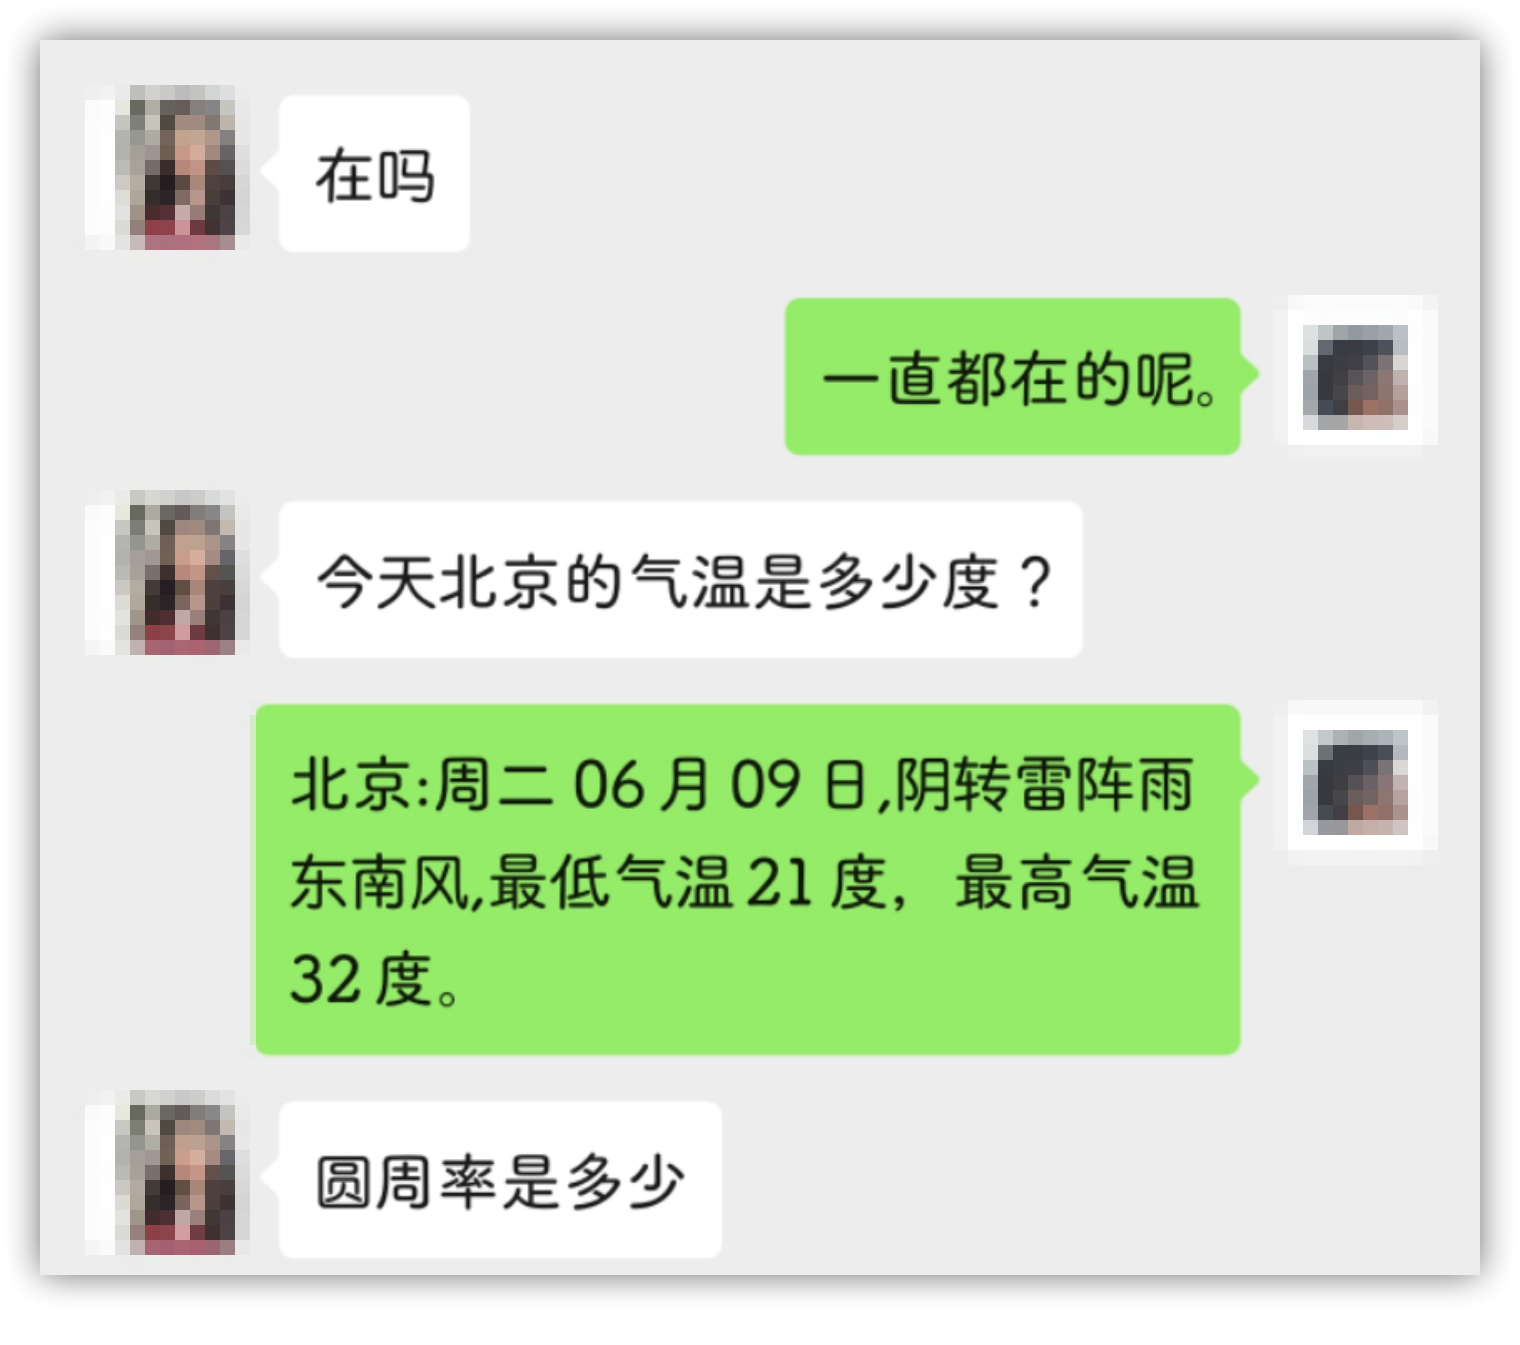 在吗
一直都在的呢。
今天北京的气温是多少度？
北京:周二 06 月 09 日,阴转雷阵雨
东南风,最低气温 21 度，最高气温
32 度。
圆周率是多少